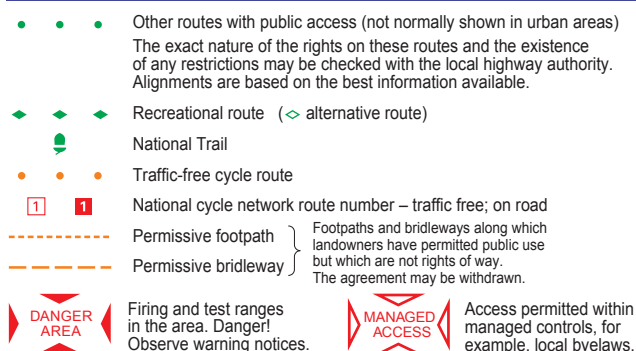 Other routes with public access (not normally shown in urban areas)
The exact nature of the rights on these routes and the existence
of any restrictions may be checked with the local highway authority.
Alignments are based on the best information available.
Recreational route ( alternative route)
National Trail
Traffic-free cycle route
1 1 National cycle network route number – traffic free; on road
Permissive footpath
Permissive bridleway
Footpaths and bridleways along which
landowners have permitted public use
but which are not rights of way.
The agreement may be withdrawn.
DANGER
AREA
Firing and test ranges
in the area. Danger!
Observe warning notices.
MANAGED
ACCESS
Access permitted within
managed controls, for
example, local byelaws.